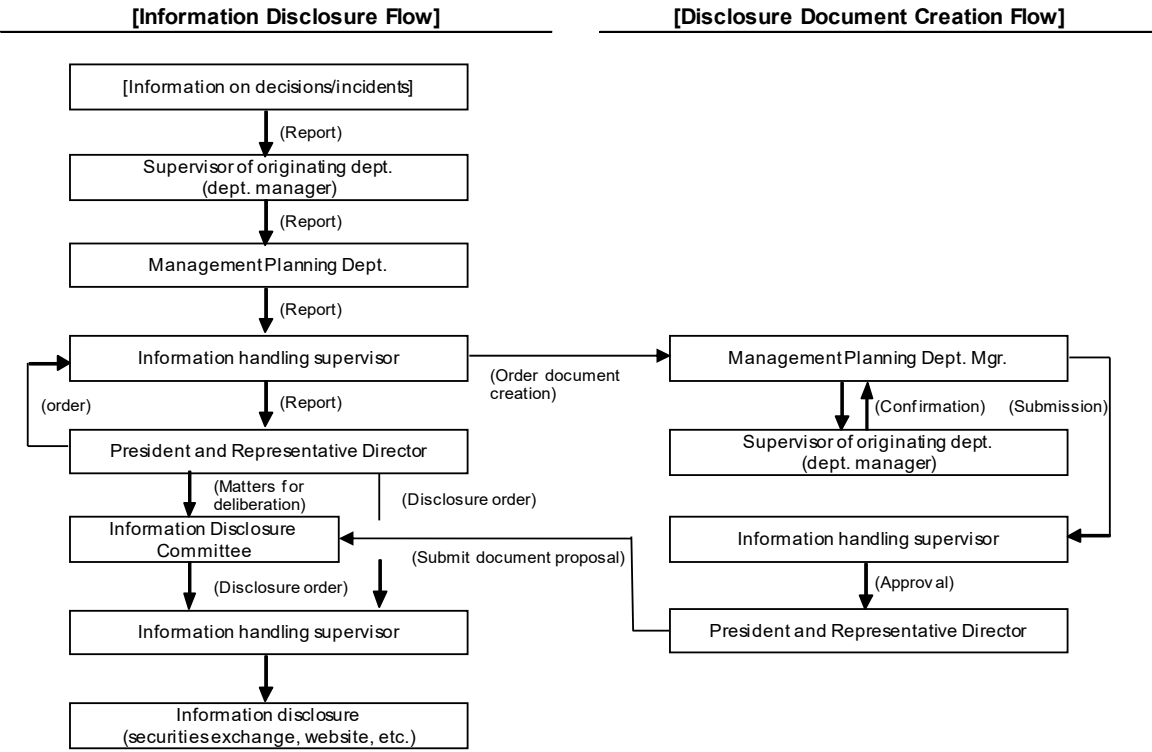 [Information Disclosure Flow]
[Disclosure Document Creation Flow]
[Information on decisions/incidents]
(Report)
Supervisor of originating dept.
(dept. manager)
(Report)
Management Planning Dept.
(Report)
Information handling supervisor
(Order document
creation)
Management Planning Dept. Mgr.
(order)
(Report)
(Confirmation)
(Submission)
President and Representative Director
Supervisor of originating dept.
(dept. manager)
(Matters for
deliberation)
(Disclosure order)
Information Disclosure
Committee
(Submit document proposal)
Information handling supervisor
(Disclosure order)
(Approval)
Information handling supervisor
President and Representative Director
Information disclosure
(securities exchange, website, etc.)